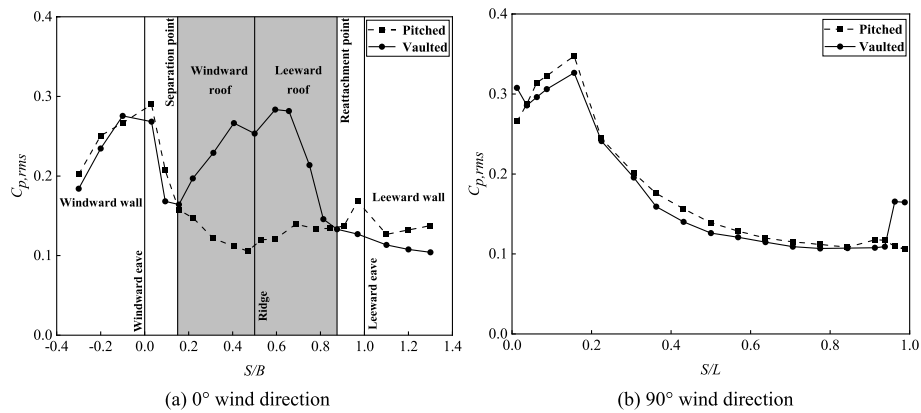 0.4
0.3
0.2
0.1
0.0
C_{p,rms}
-0.4
-0.2
0.0
0.2
0.4
0.6
0.8
1.0
1.2
1.4
S/B
Pitched
Vaulted
Separation point
Windward
roof
Leeward
roof
Reattachment point
Windward wall
Leeward wall
Windward eave
Ridge
Leeward eave
(a) 0° wind direction
0.4
0.3
0.2
0.1
0.0
C_{p,rms}
0.0
0.2
0.4
0.6
0.8
1.0
S/L
Pitched
Vaulted
(b) 90° wind direction